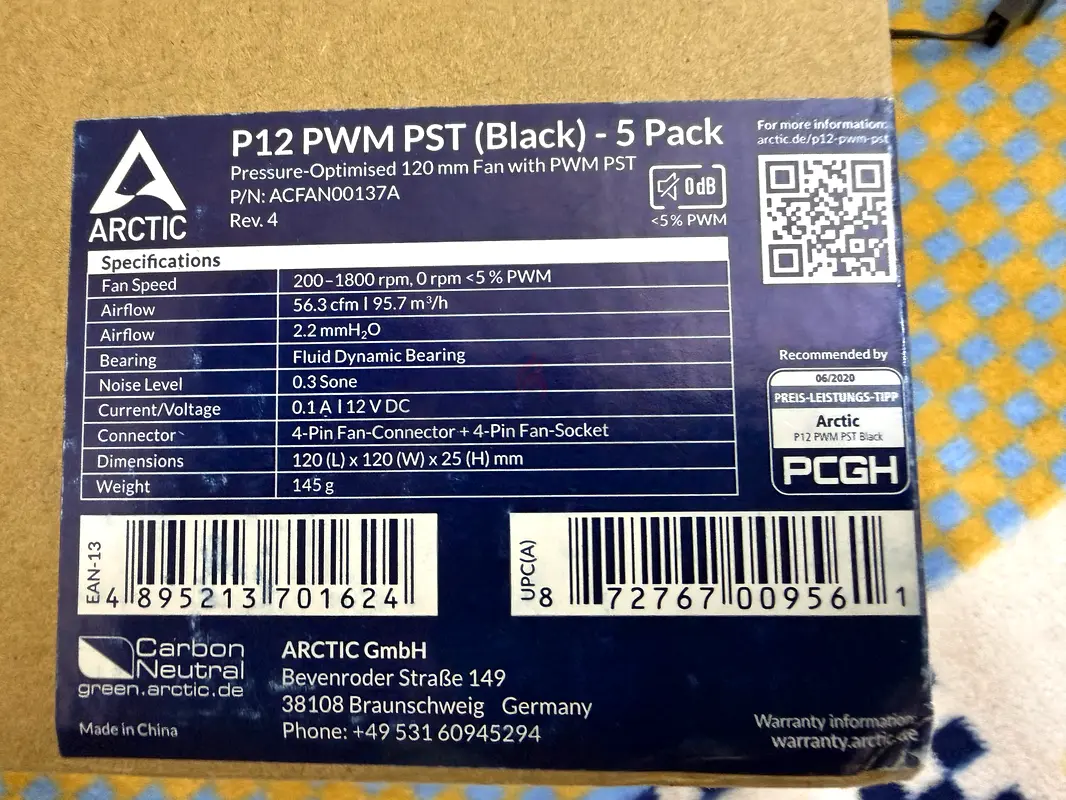 P12 PWM PST (Black) - 5 Pack
Pressure-Optimised 120 mm Fan with PWM PST
P/N: ACFAN00137A
Rev. 4
ARCTIC
0dB
<5% PWM
For more information:
arctic.de/p12-pwm-pst
Specifications
Fan Speed 200–1800 rpm, 0 rpm <5 % PWM
Airflow 56.3 cfm | 95.7 m³/h
Airflow 2.2 mmH₂O
Bearing Fluid Dynamic Bearing
Noise Level 0.3 Sone
Current/Voltage 0.1 A | 12 V DC
Connector 4-Pin Fan-Connector + 4-Pin Fan-Socket
Dimensions 120 (L) x 120 (W) x 25 (H) mm
Weight 145 g
Recommended by
06/2020
PREIS-LEISTUNGS-TIPP
Arctic
P12 PWM PST Black
PCGH
EAN-13
4 895213 701624
UPC(A)
8 72767 00956 1
Carbon
Neutral
green.arctic.de
Made in China
ARCTIC GmbH
Bevenroder Straße 149
38108 Braunschweig Germany
Phone: +49 531 60945294
Warranty information:
warranty.arctic.de